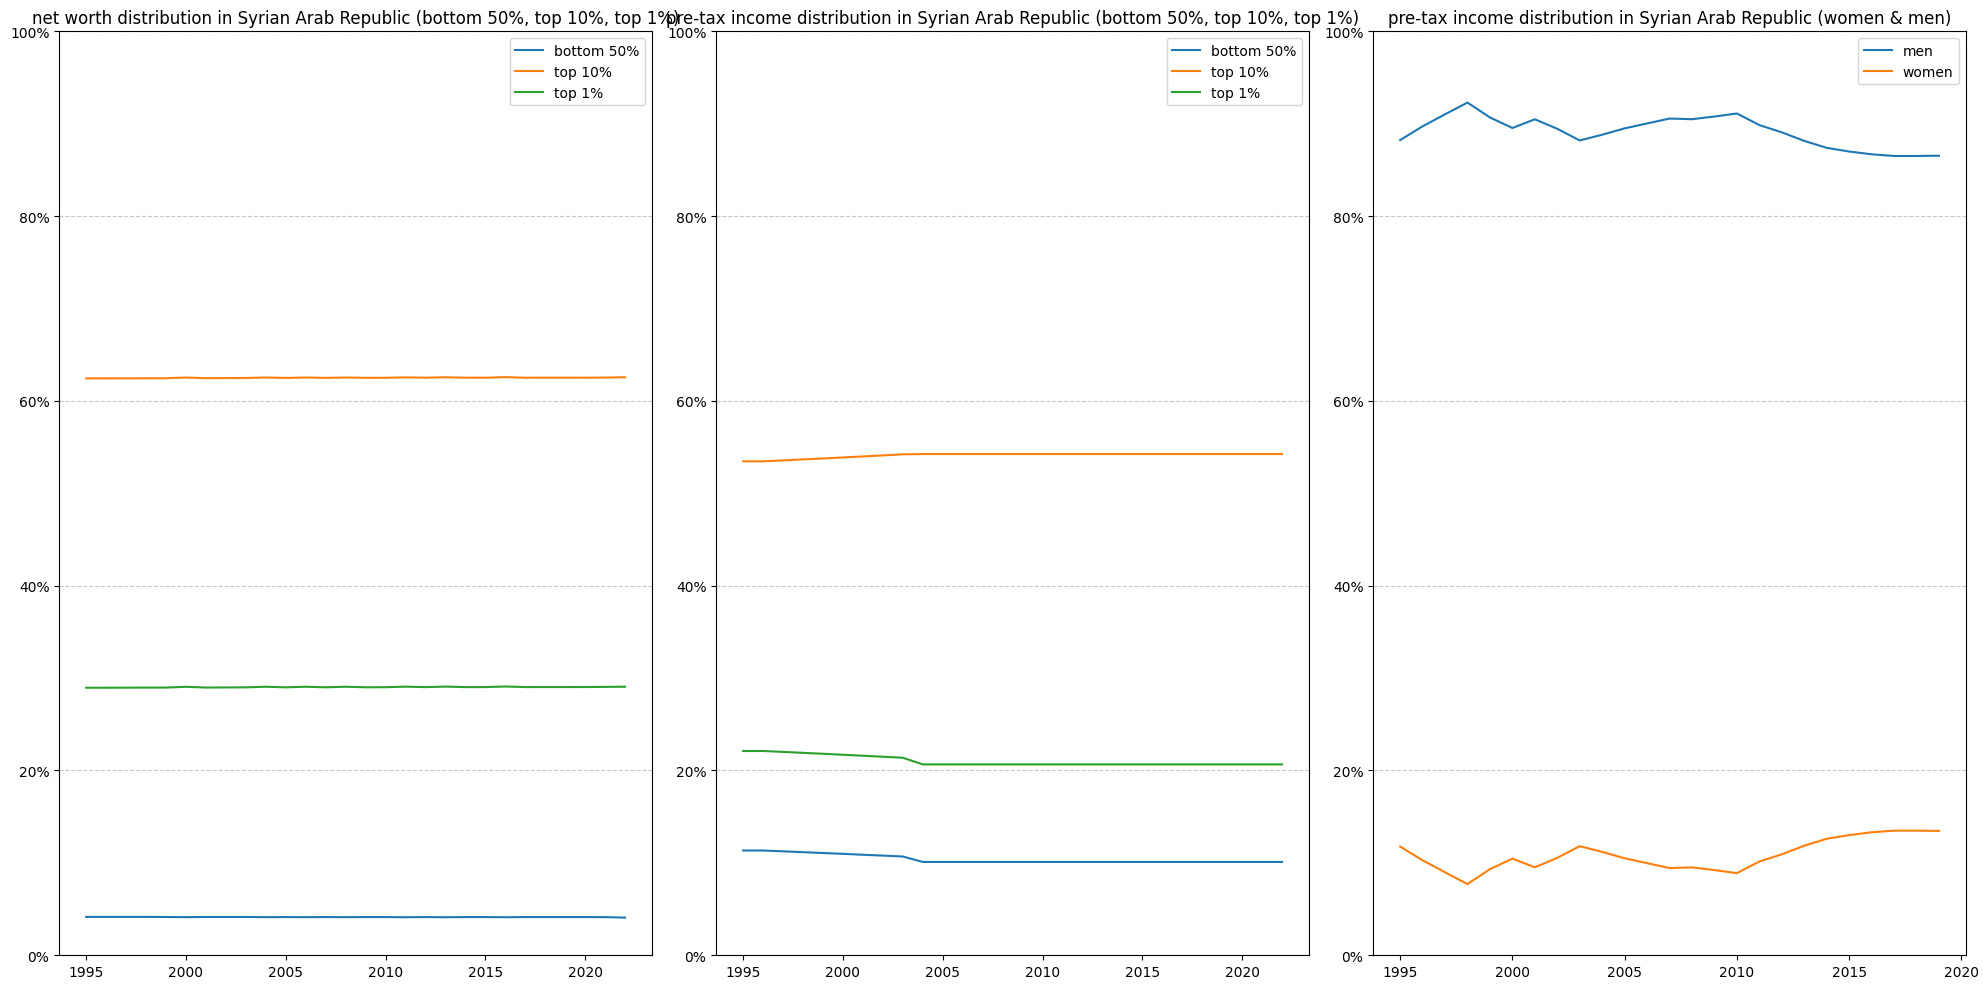 net worth distribution in Syrian Arab Republic (bottom 50%, top 10%, top 1%)
100%
80%
60%
40%
20%
0%
1995 2000 2005 2010 2015 2020
bottom 50%
top 10%
top 1%
pre-tax income distribution in Syrian Arab Republic (bottom 50%, top 10%, top 1%)
100%
80%
60%
40%
20%
0%
1995 2000 2005 2010 2015 2020
bottom 50%
top 10%
top 1%
pre-tax income distribution in Syrian Arab Republic (women & men)
100%
80%
60%
40%
20%
0%
1995 2000 2005 2010 2015 2020
men
women